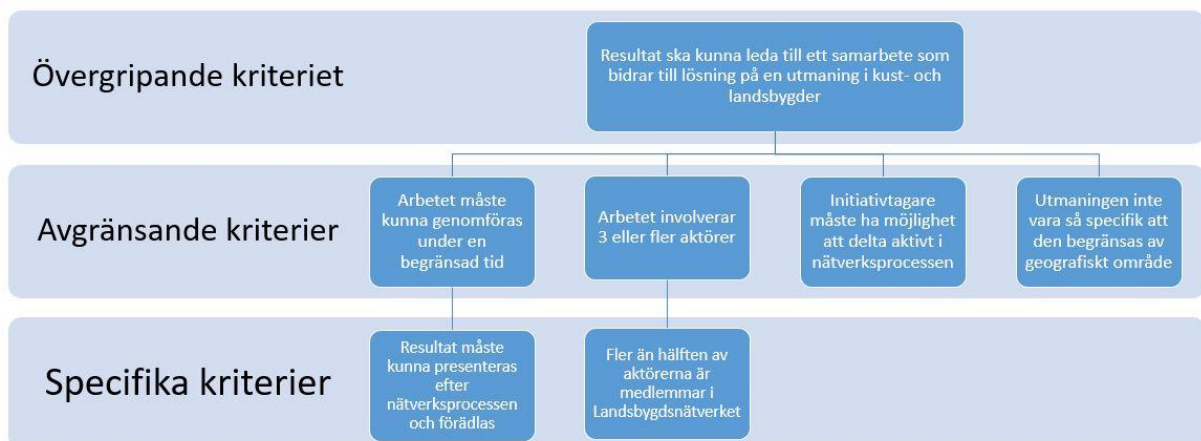 Övergripande kriteriet
Resultat ska kunna leda till ett samarbete som
bidrar till lösning på en utmaning i kust- och
landsbygder
Avgränsande kriterier
Arbetet måste
kunna genomföras
under en
begränsad tid
Arbetet involverar
3 eller fler aktörer
Initiativtagare
måste ha möjlighet
att delta aktivt i
nätverksprocessen
Utmaningen inte
vara så specifik att
den begränsas av
geografiskt område
Specifika kriterier
Resultat måste
kunna presenteras
efter
nätverksprocessen
och förädlas
Fler än hälften av
aktörerna är
medlemmar i
Landsbygdsnätverket